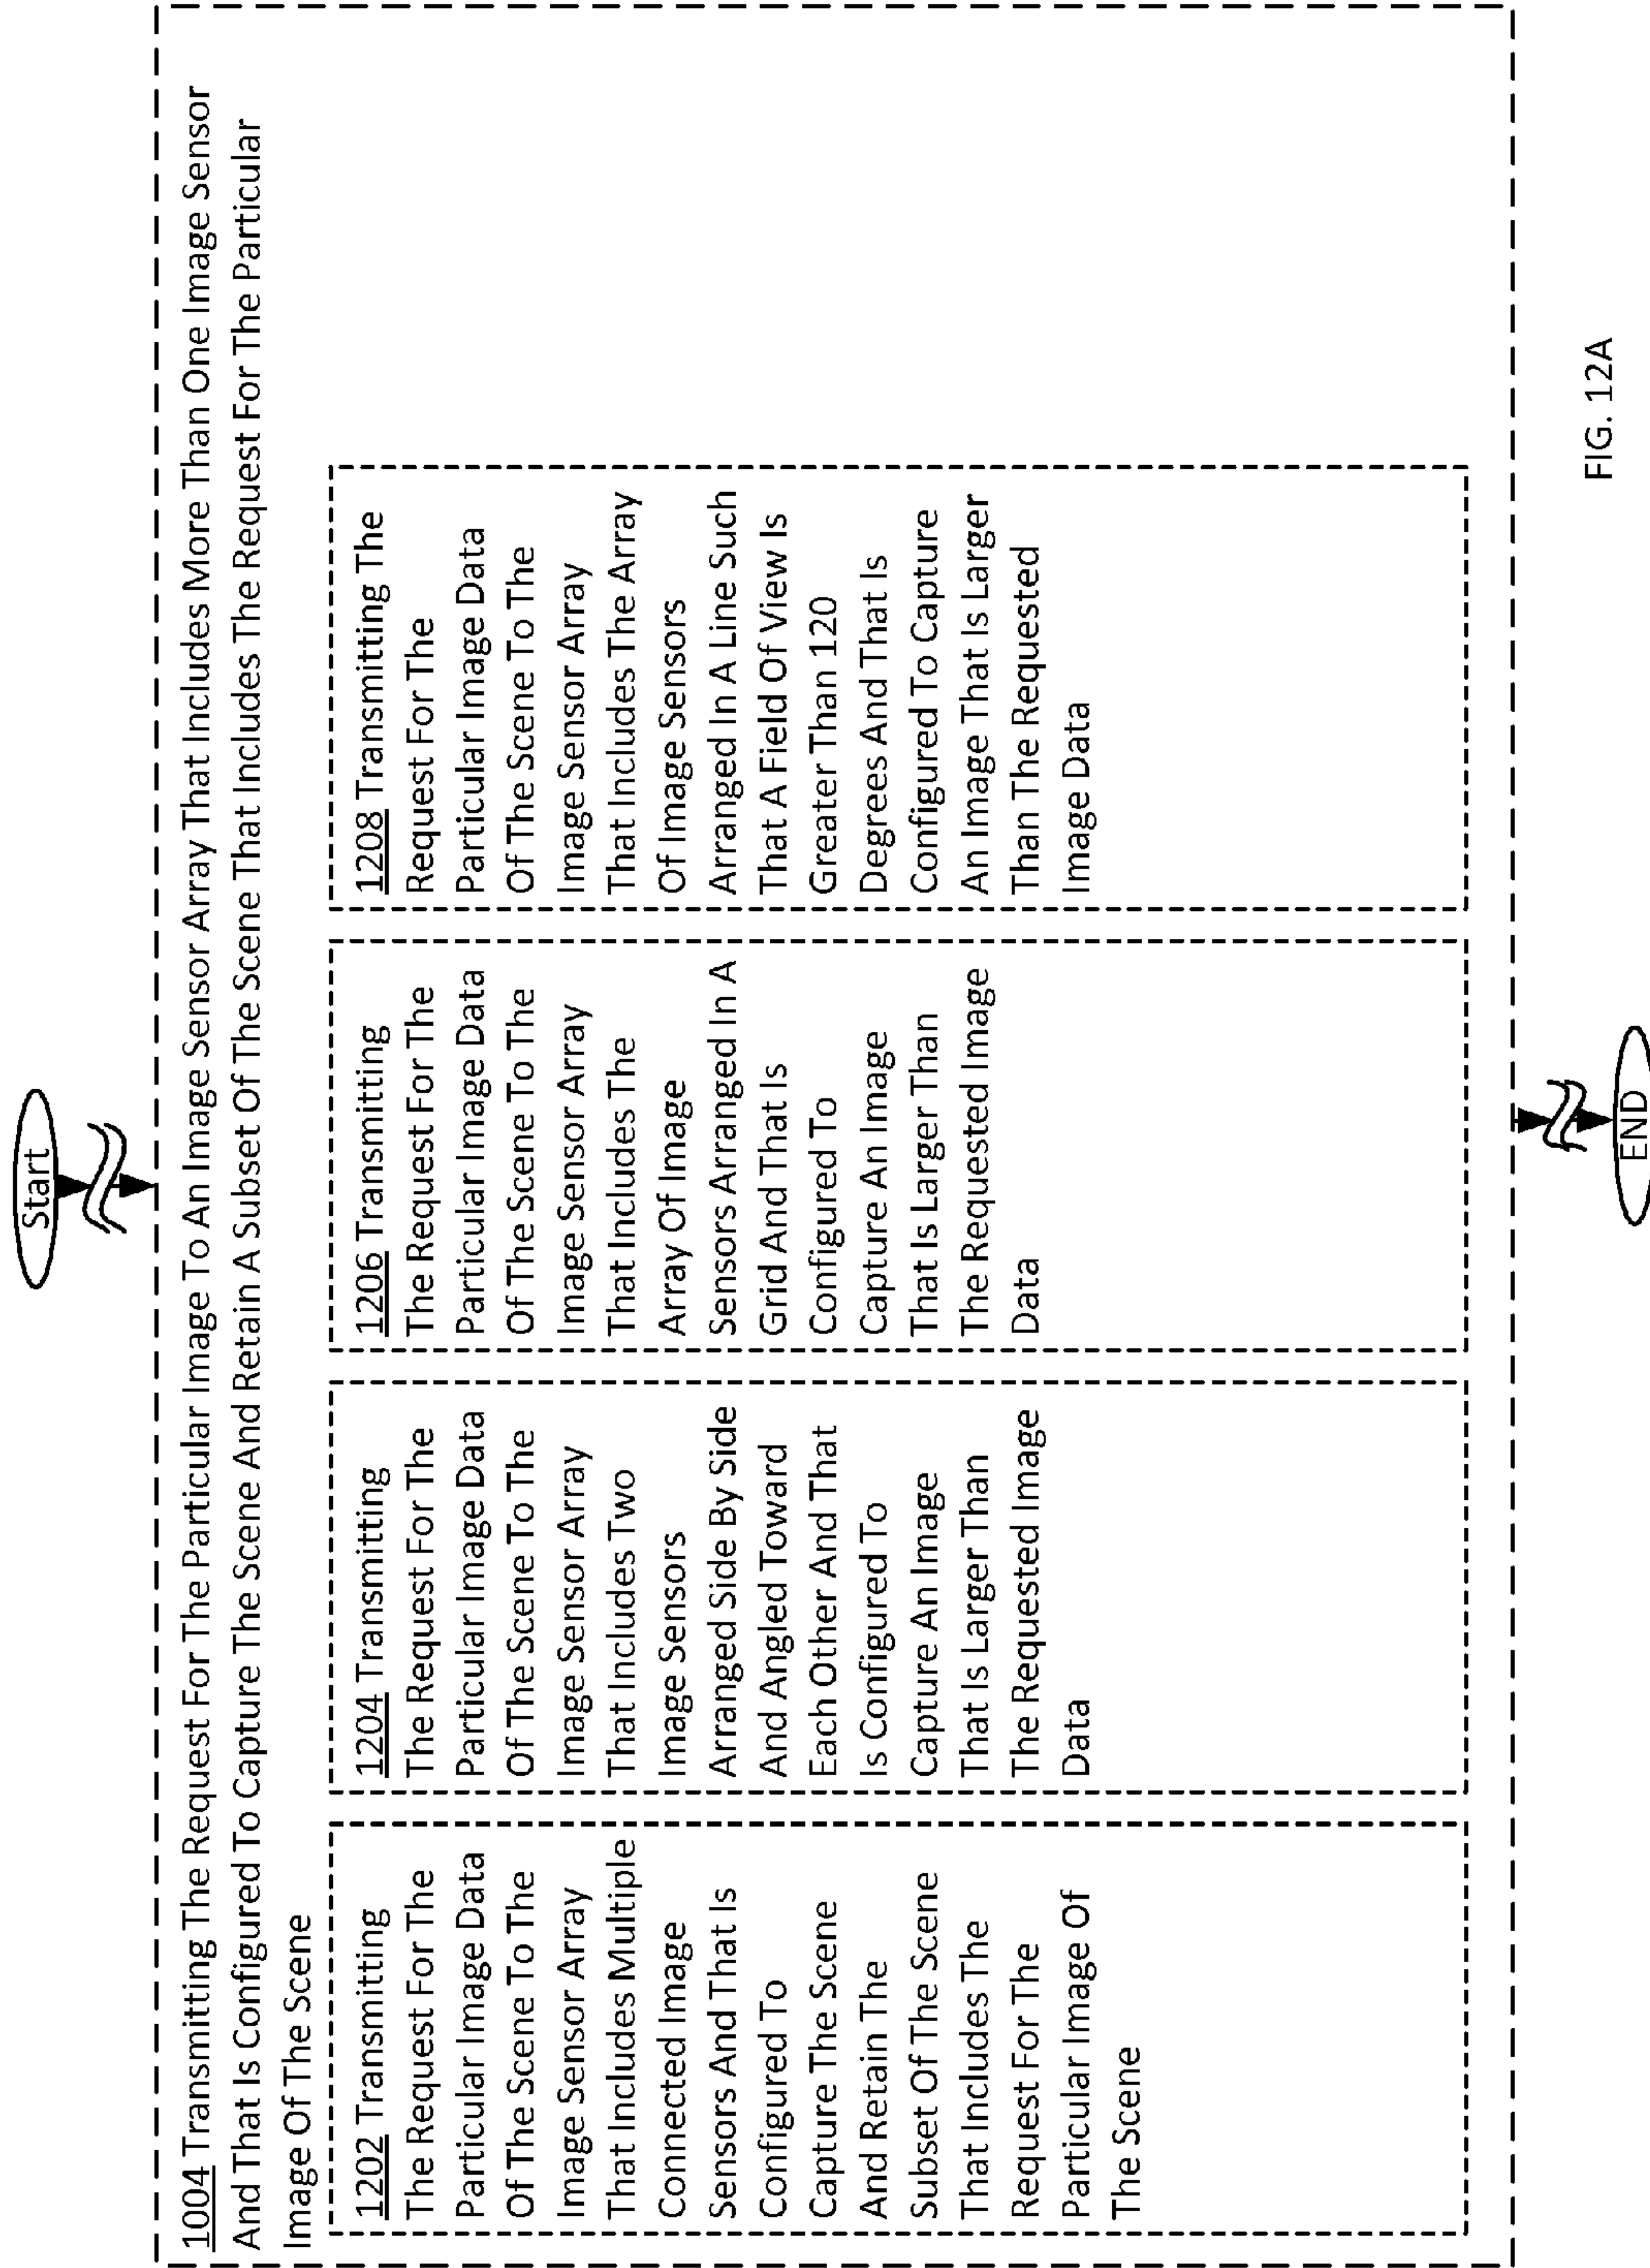 Start
1004 Transmitting The Request For The Particular Image To An Image Sensor Array That Includes More Than One Image Sensor
And That Is Configured To Capture The Scene And Retain A Subset Of The Scene That Includes The Request For The Particular
Image Of The Scene
1202 Transmitting
The Request For The
Particular Image Data
Of The Scene To The
Image Sensor Array
That Includes Multiple
Connected Image
Sensors And That Is
Configured To
Capture The Scene
And Retain The
Subset Of The Scene
That Includes The
Request For The
Particular Image Of
The Scene
1204 Transmitting
The Request For The
Particular Image Data
Of The Scene To The
Image Sensor Array
That Includes Two
Image Sensors
Arranged Side By Side
And Angled Toward
Each Other And That
Is Configured To
Capture An Image
That Is Larger Than
The Requested Image
Data
1206 Transmitting
The Request For The
Particular Image Data
Of The Scene To The
Image Sensor Array
That Includes The
Array Of Image
Sensors Arranged In A
Grid And That Is
Configured To
Capture An Image
That Is Larger Than
The Requested Image
Data
1208 Transmitting The
Request For The
Particular Image Data
Of The Scene To The
Image Sensor Array
That Includes The Array
Of Image Sensors
Arranged In A Line Such
That A Field Of View Is
Greater Than 120
Degrees And That Is
Configured To Capture
An Image That Is Larger
Than The Requested
Image Data
END
FIG. 12A